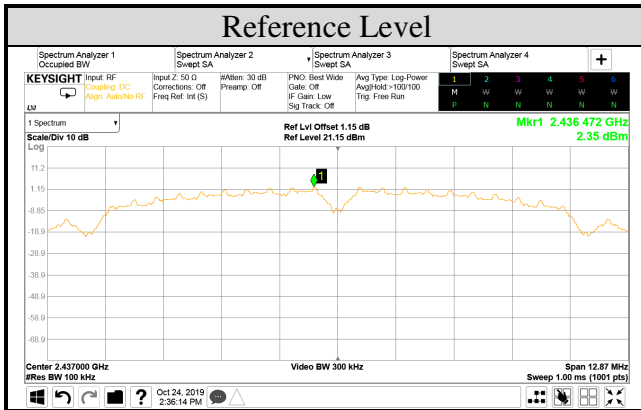 Reference Level
Spectrum Analyzer 1
Occupied BW
Spectrum Analyzer 2
Swept SA
Spectrum Analyzer 3
Swept SA
Spectrum Analyzer 4
Swept SA
+
KEYSIGHT
LXI
Input: RF
Coupling: DC
Align: Auto/No RF
Input Z: 50 Ω
Corrections: Off
Freq Ref: Int (S)
#Atten: 30 dB
Preamp: Off
PNO: Best Wide
Gate: Off
IF Gain: Low
Sig Track: Off
Avg Type: Log-Power
Avg|Hold:>100/100
Trig: Free Run
1 2 3 4 5 6
M W W W W W
P N N N N N
1 Spectrum
Scale/Div 10 dB
Log
Ref Lvl Offset 1.15 dB
Ref Level 21.15 dBm
Mkr1 2.436 472 GHz
2.35 dBm
1
11.2
1.15
-8.85
-18.9
-28.9
-38.9
-48.9
-58.9
-68.9
Center 2.437000 GHz
#Res BW 100 kHz
Video BW 300 kHz
Span 12.87 MHz
Sweep 1.00 ms (1001 pts)
?
Oct 24, 2019
2:36:14 PM